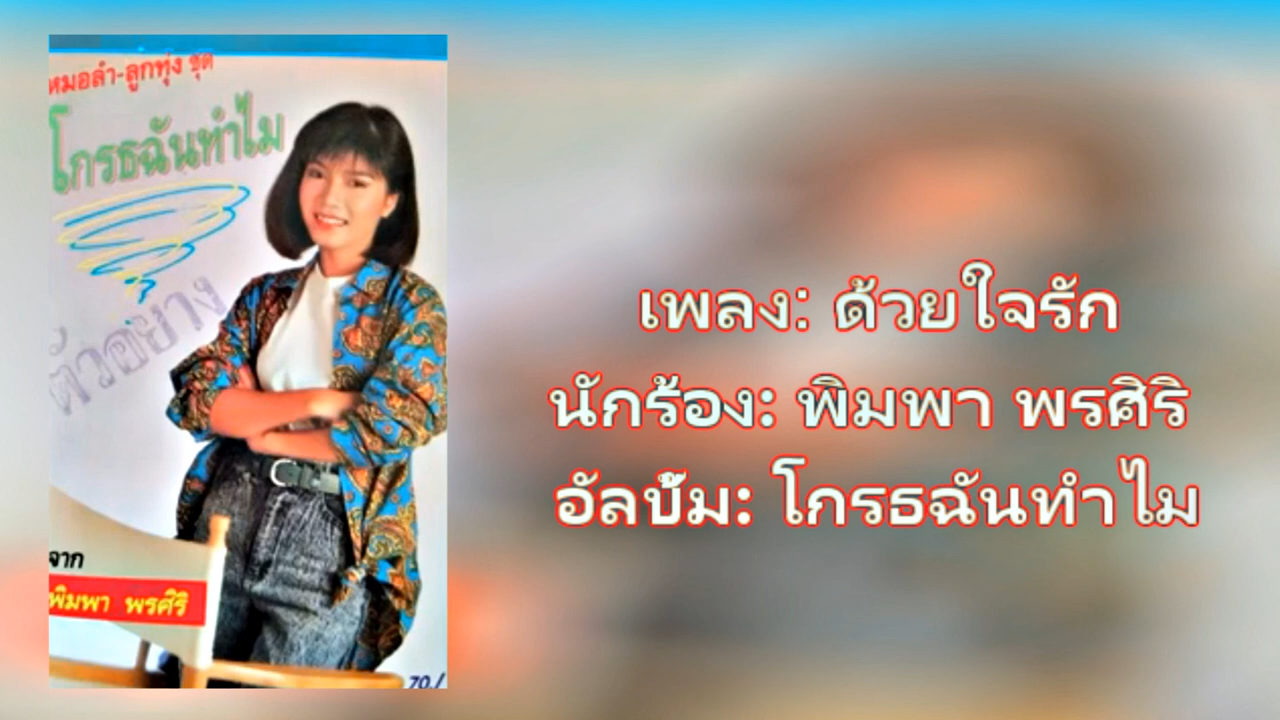 หมอลำ-ลูกทุ่ง ชุด
โกรธฉันทำไม
ตัวอย่าง
จาก
พิมพา พรศิริ
70.-/
เพลง: ด้วยใจรัก
นักร้อง: พิมพา พรศิริ
อัลบั้ม: โกรธฉันทำไม